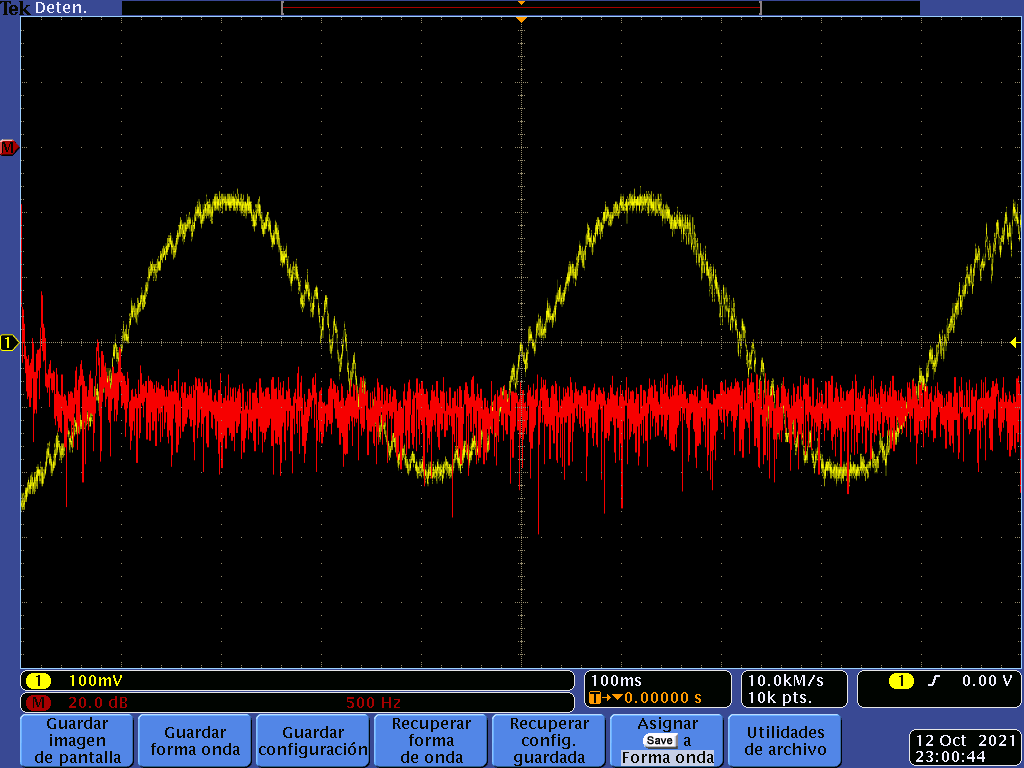 Tek Deten.
M
1
1 100mV
M 20.0 dB 500 Hz
100ms
T→▼0.00000 s
10.0kM/s
10k pts.
1 ƒ 0.00 V
Guardar
imagen
de pantalla
Guardar
forma onda
Guardar
configuración
Recuperar
forma
de onda
Recuperar
config.
guardada
Asignar
Save a
Forma onda
Utilidades
de archivo
12 Oct 2021
23:00:44